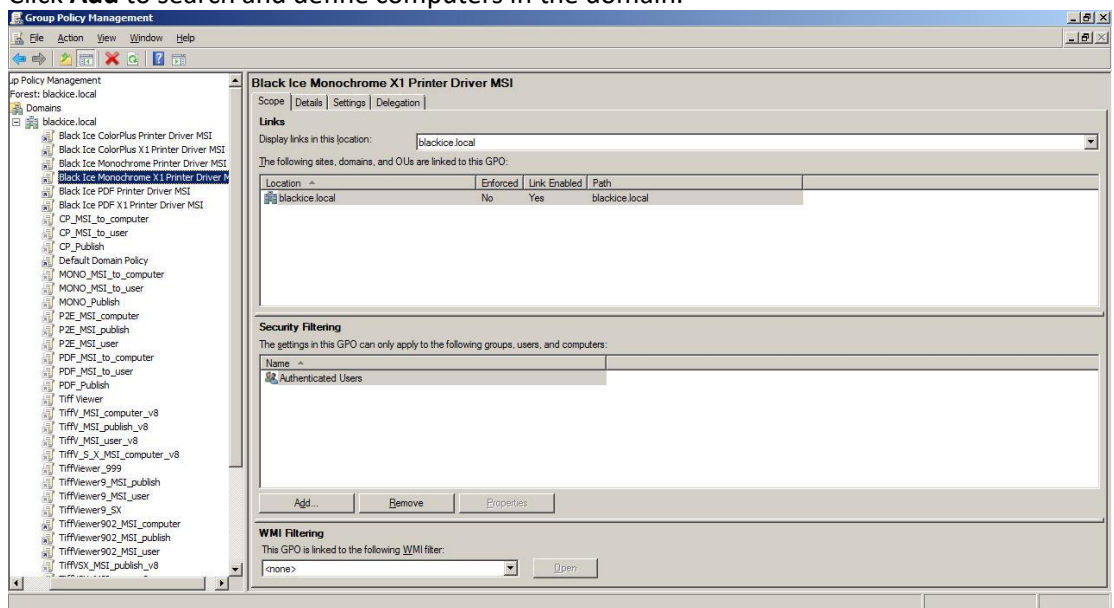 Click Add to search and define computers in the domain.
Group Policy Management
File Action View Window Help
up Policy Management
Forest: blackice.local
Domains
blackice.local
Black Ice ColorPlus Printer Driver MSI
Black Ice ColorPlus X1 Printer Driver MSI
Black Ice Monochrome Printer Driver MSI
Black Ice Monochrome X1 Printer Driver M
Black Ice PDF Printer Driver MSI
Black Ice PDF X1 Printer Driver MSI
CP_MSI_to_computer
CP_MSI_to_user
CP_Publish
Default Domain Policy
MONO_MSI_to_computer
MONO_MSI_to_user
MONO_Publish
P2E_MSI_computer
P2E_MSI_publish
P2E_MSI_user
PDF_MSI_to_computer
PDF_MSI_to_user
PDF_Publish
Tiff Viewer
TiffV_MSI_computer_v8
TiffV_MSI_publish_v8
TiffV_MSI_user_v8
TiffV_S_X_MSI_computer_v8
TiffViewer_999
TiffViewer9_MSI_publish
TiffViewer9_MSI_user
TiffViewer9_SX
TiffViewer902_MSI_computer
TiffViewer902_MSI_publish
TiffViewer902_MSI_user
TiffVSX_MSI_publish_v8
Black Ice Monochrome X1 Printer Driver MSI
Scope Details Settings Delegation
Links
Display links in this location: blackice.local
The following sites, domains, and OUs are linked to this GPO:
Location Enforced Link Enabled Path
blackice.local No Yes blackice.local
Security Filtering
The settings in this GPO can only apply to the following groups, users, and computers:
Name
Authenticated Users
Add... Remove Properties
WMI Filtering
This GPO is linked to the following WMI filter:
<none> Open